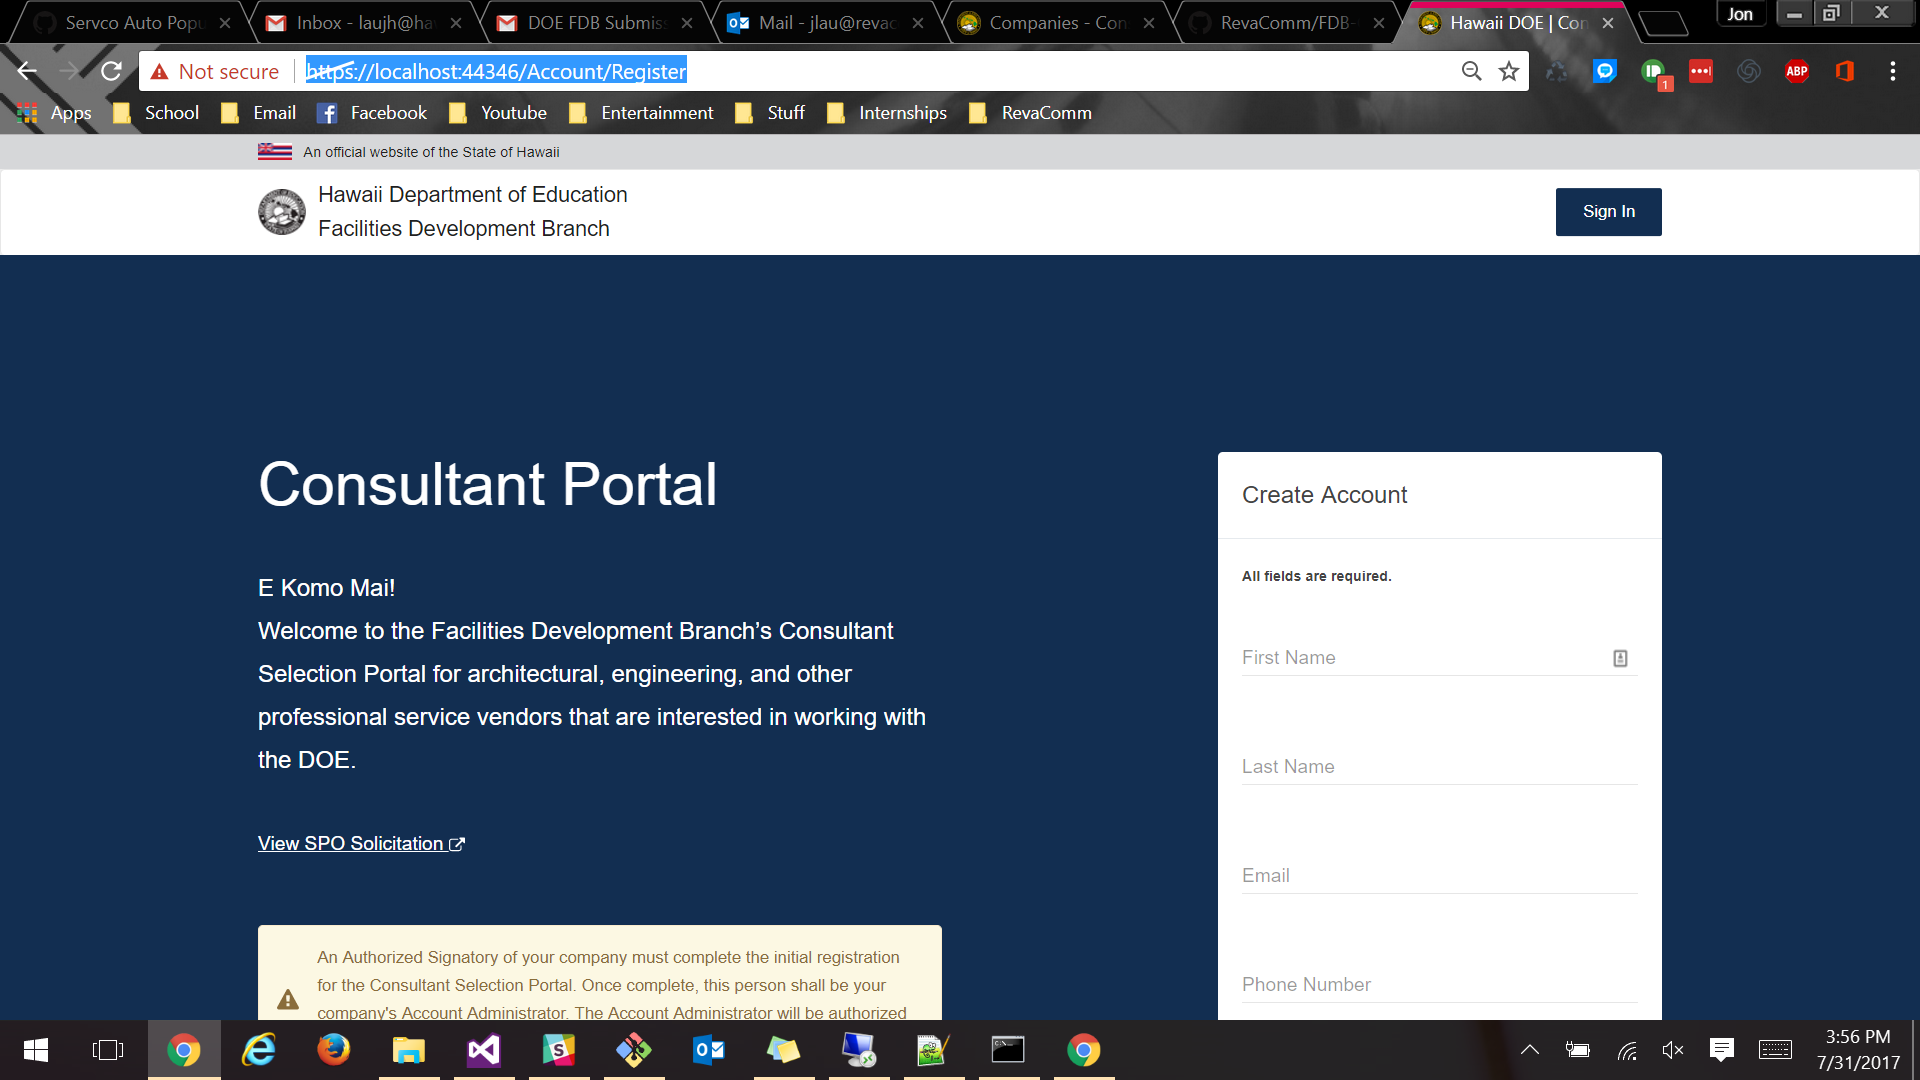 Servco Auto Popu
Inbox - laujh@ha
DOE FDB Submiss
Mail - jlau@revac
Companies - Con
RevaComm/FDB-
Hawaii DOE | Con
Jon
Not secure
https://localhost:44346/Account/Register
1
ABP
Apps
School
Email
Facebook
Youtube
Entertainment
Stuff
Internships
RevaComm
An official website of the State of Hawaii
Hawaii Department of Education
Facilities Development Branch
Sign In
Consultant Portal
E Komo Mai!
Welcome to the Facilities Development Branch’s Consultant
Selection Portal for architectural, engineering, and other
professional service vendors that are interested in working with
the DOE.
View SPO Solicitation
An Authorized Signatory of your company must complete the initial registration
for the Consultant Selection Portal. Once complete, this person shall be your
company's Account Administrator. The Account Administrator will be authorized
Create Account
All fields are required.
First Name
Last Name
Email
Phone Number
3:56 PM
7/31/2017